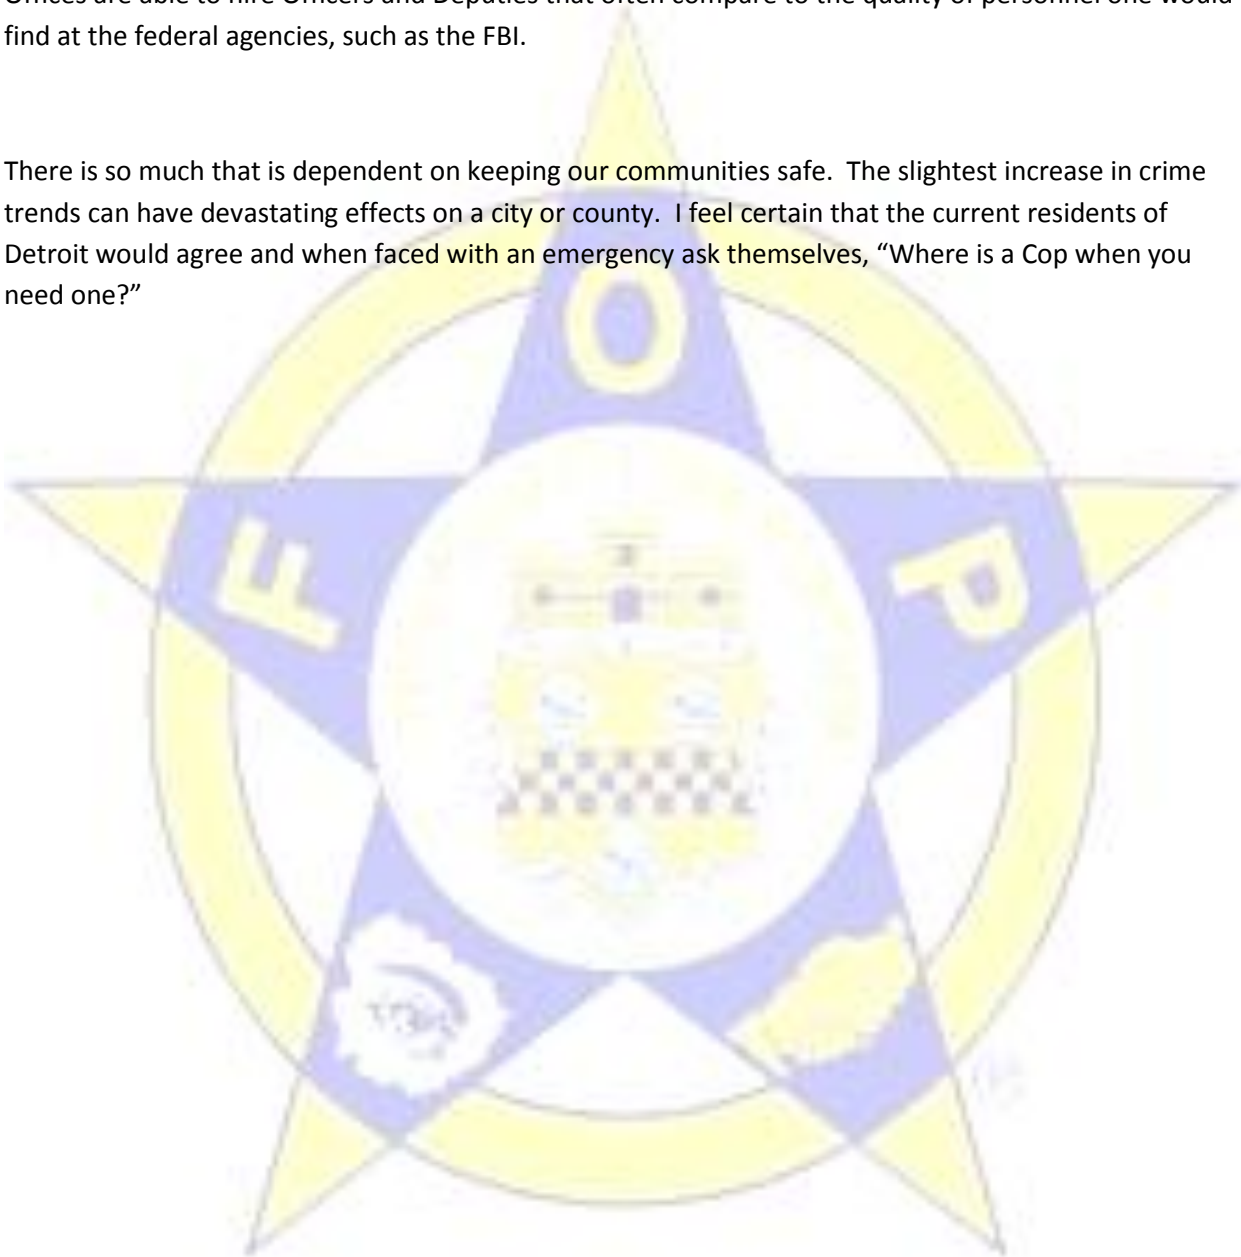 Offices are able to hire Officers and Deputies that often compare to the quality of personnel one would
find at the federal agencies, such as the FBI.
There is so much that is dependent on keeping our communities safe.  The slightest increase in crime
trends can have devastating effects on a city or county.  I feel certain that the current residents of
Detroit would agree and when faced with an emergency ask themselves, “Where is a Cop when you
need one?”
F
O
P